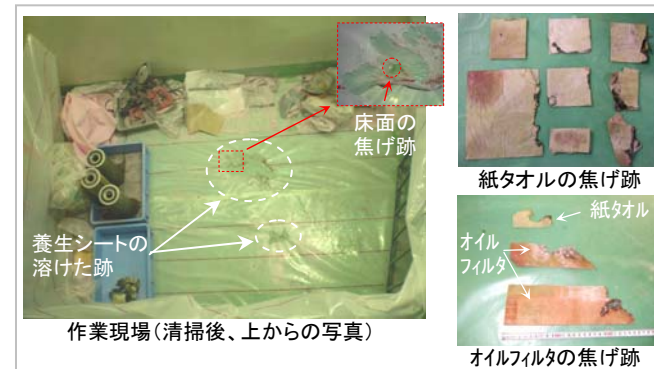 床面の
焦げ跡
養生シートの
溶けた跡
作業現場(清掃後、上からの写真)
紙タオルの焦げ跡
紙タオル
オイル
フィルタ
オイルフィルタの焦げ跡